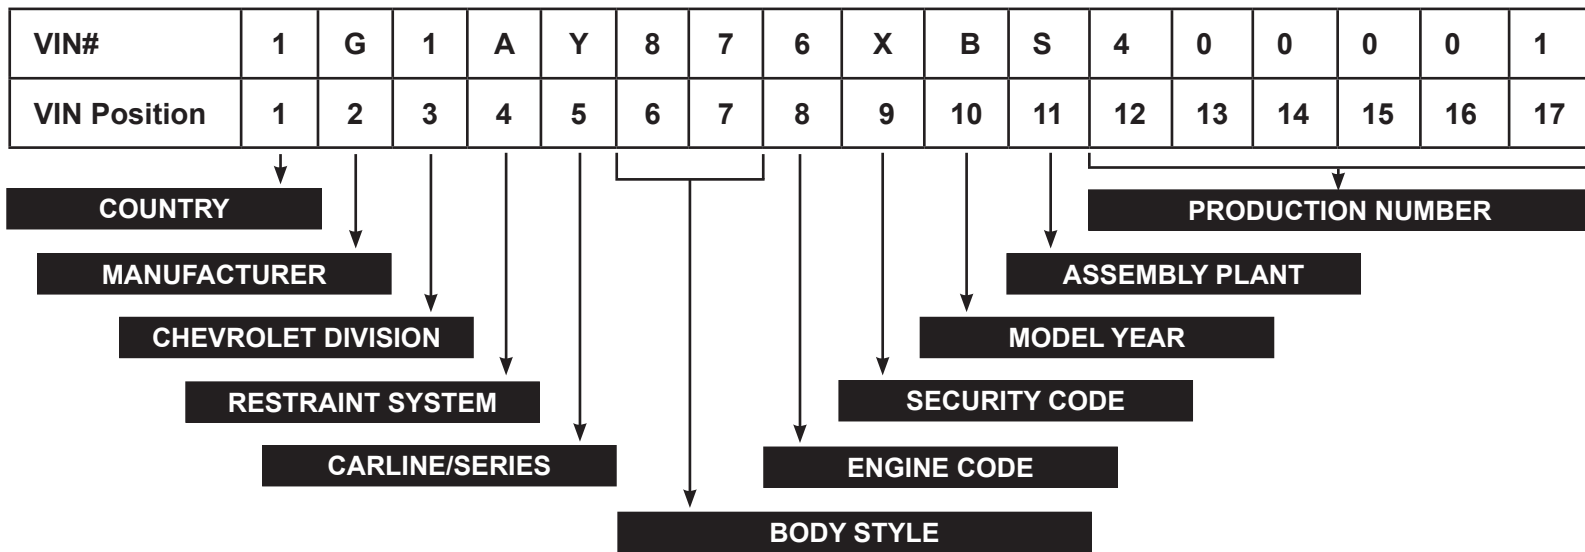 VIN# 1 G 1 A Y 8 7 6 X B S 4 0 0 0 0 1
VIN Position 1 2 3 4 5 6 7 8 9 10 11 12 13 14 15 16 17
COUNTRY
PRODUCTION NUMBER
MANUFACTURER
ASSEMBLY PLANT
CHEVROLET DIVISION
MODEL YEAR
RESTRAINT SYSTEM
SECURITY CODE
CARLINE/SERIES
ENGINE CODE
BODY STYLE